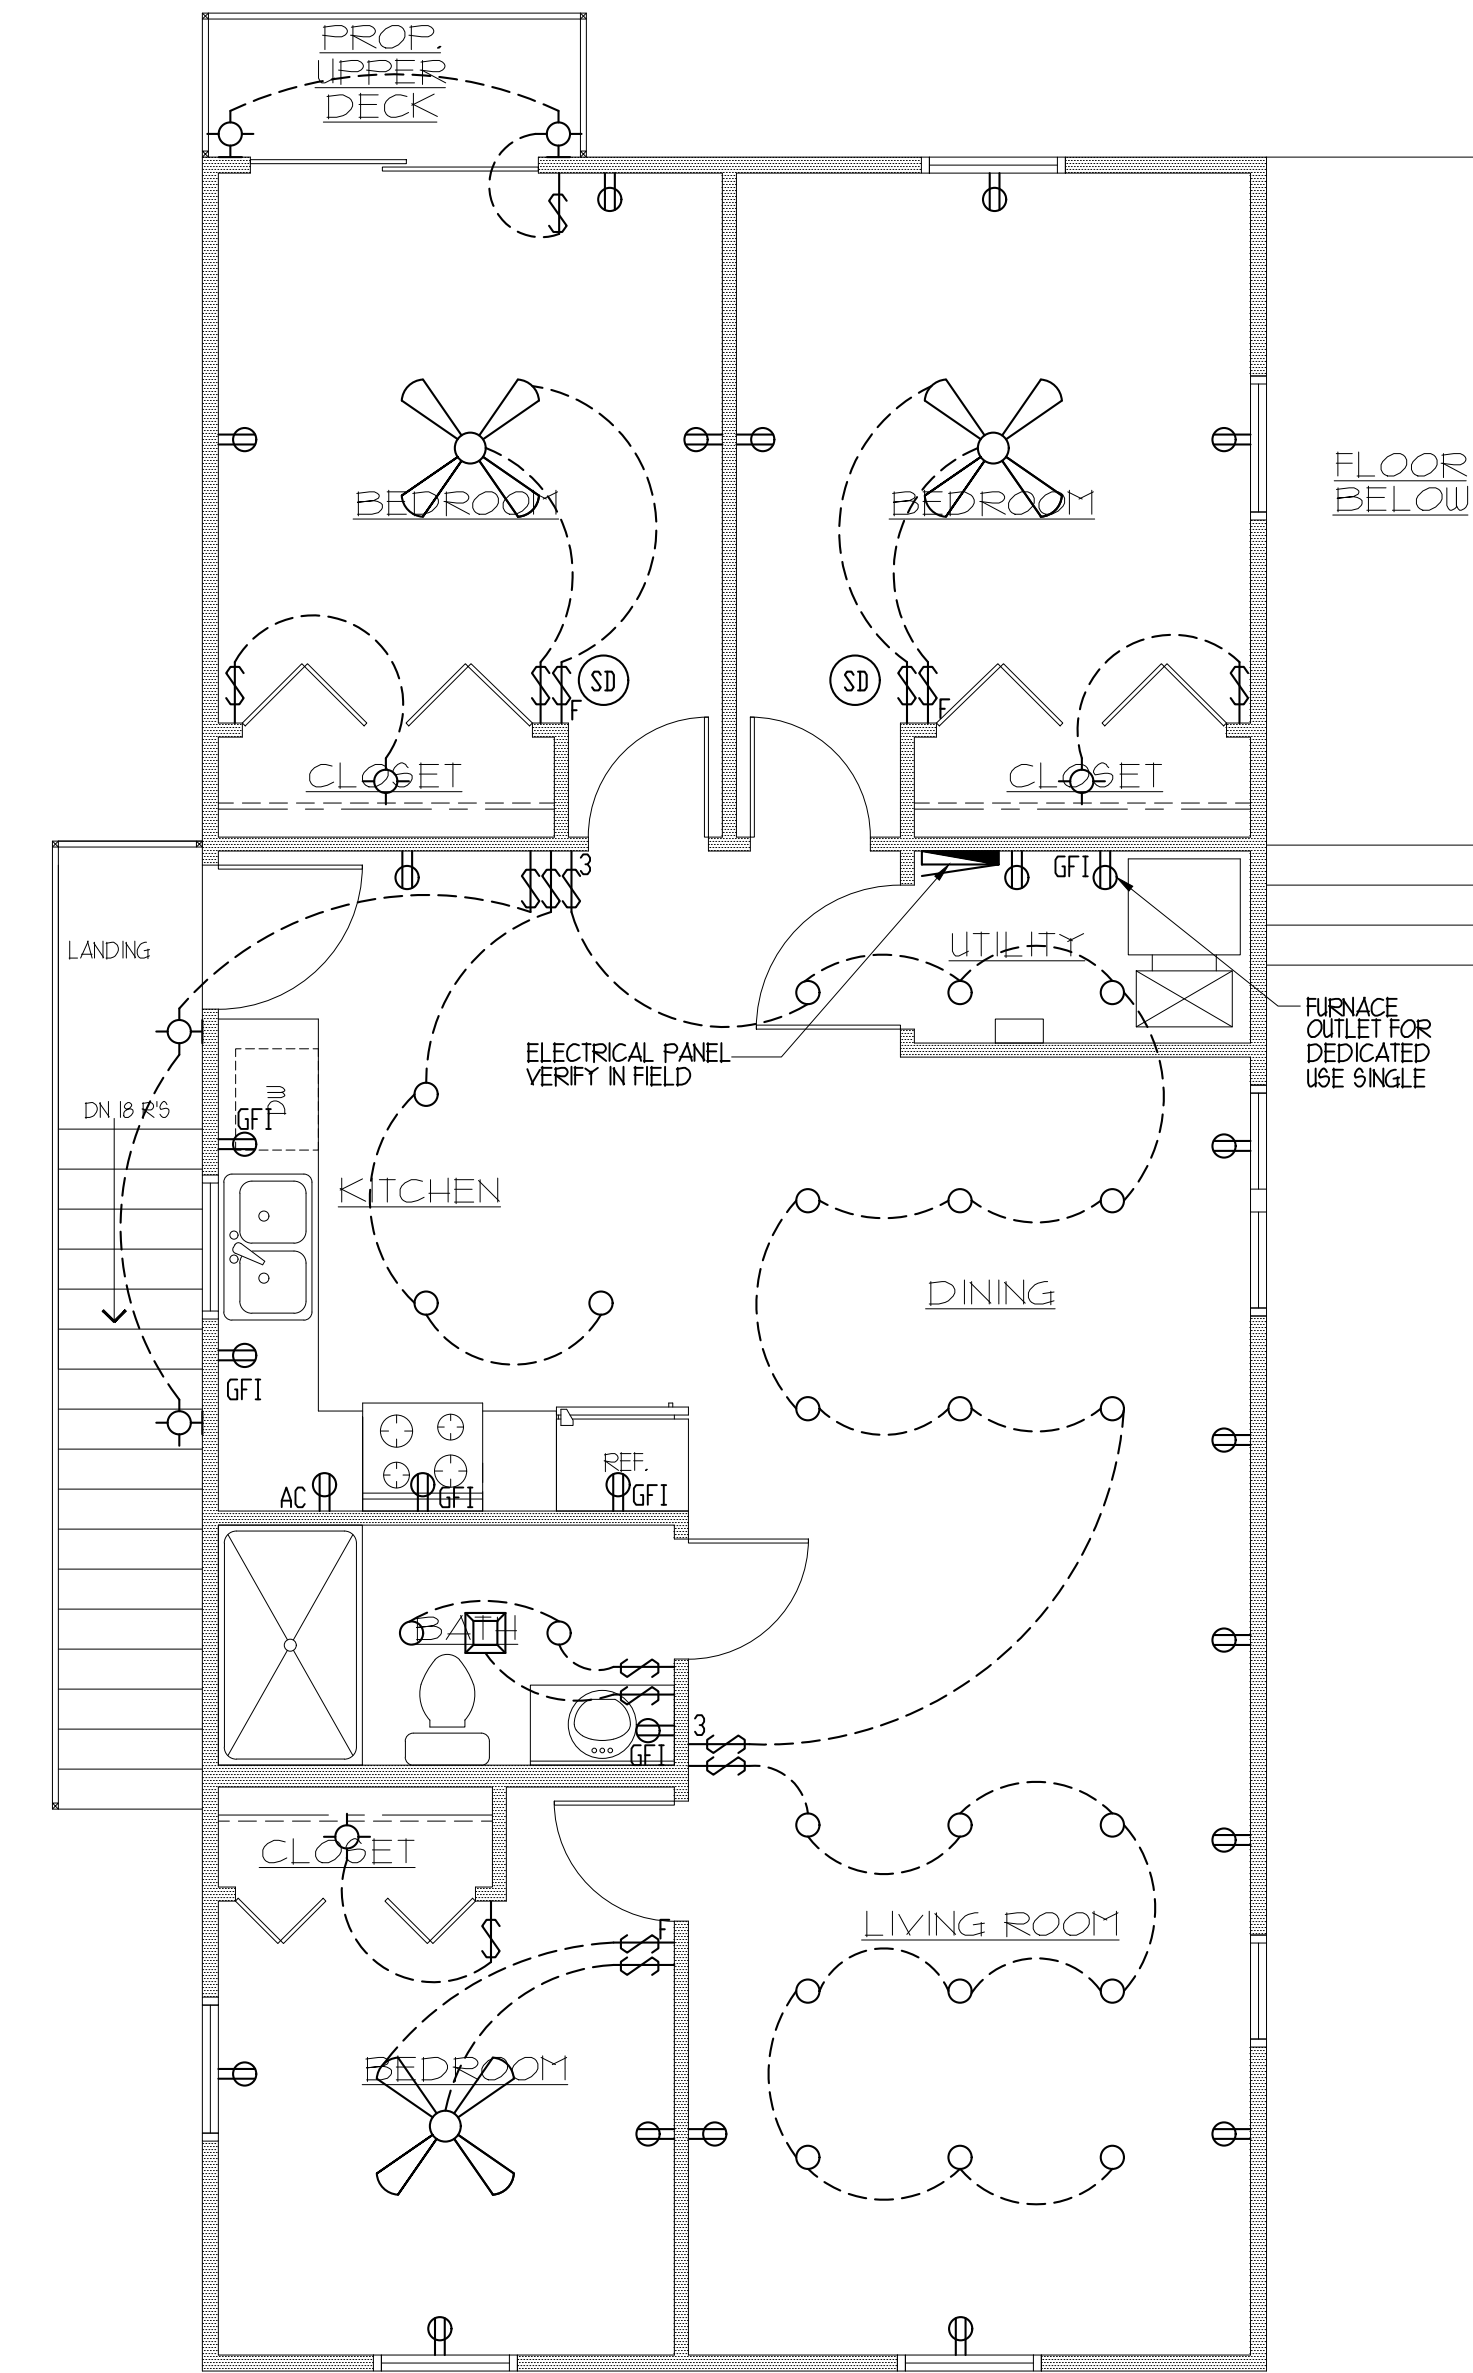 PROP.
UPPER
DECK
BEDROOM
BEDROOM
FLOOR
BELOW
SD
SD
F
F
CLOSET
CLOSET
3
GFI
LANDING
UTILITY
FURNACE
OUTLET FOR
DEDICATED
USE SINGLE
ELECTRICAL PANEL
VERIFY IN FIELD
DW
DN 18 R'S
GFI
KITCHEN
DINING
GFI
REF.
AC
GFI
GFI
BATH
3
GFI
CLOSET
LIVING ROOM
F
BEDROOM